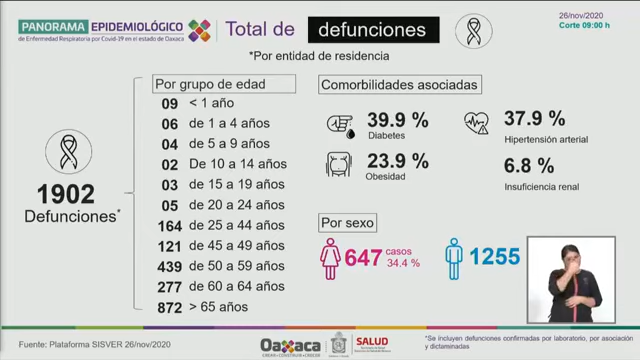 PANORAMA EPIDEMIOLÓGICO
de Enfermedad Respiratoria por Covid-19 en el estado de Oaxaca
Total de defunciones
26/nov/2020
Corte 09:00 h
*Por entidad de residencia
1902
Defunciones*
Por grupo de edad
09 < 1 año
06 de 1 a 4 años
04 de 5 a 9 años
02 De 10 a 14 años
03 de 15 a 19 años
05 de 20 a 24 años
164 de 25 a 44 años
121 de 45 a 49 años
439 de 50 a 59 años
277 de 60 a 64 años
872 > 65 años
Comorbilidades asociadas
39.9 %
Diabetes
37.9 %
Hipertensión arterial
23.9 %
Obesidad
6.8 %
Insuficiencia renal
Por sexo
647 casos
34.4 %
1255
Fuente: Plataforma SISVER 26/nov/2020
Oaxaca
CREAR • CONSTRUIR • CRECER
SALUD
*Se incluyen defunciones confirmadas por laboratorio, por asociación
y dictaminadas